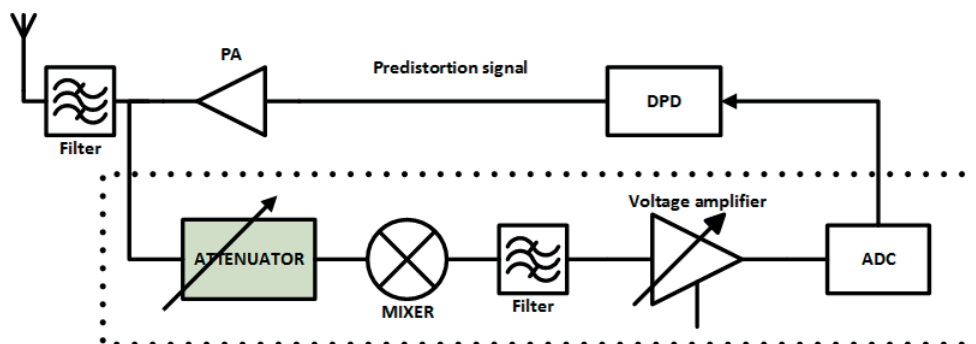 PA
Predistortion signal
DPD
Filter
Voltage amplifier
ATTENUATOR
ADC
MIXER
Filter